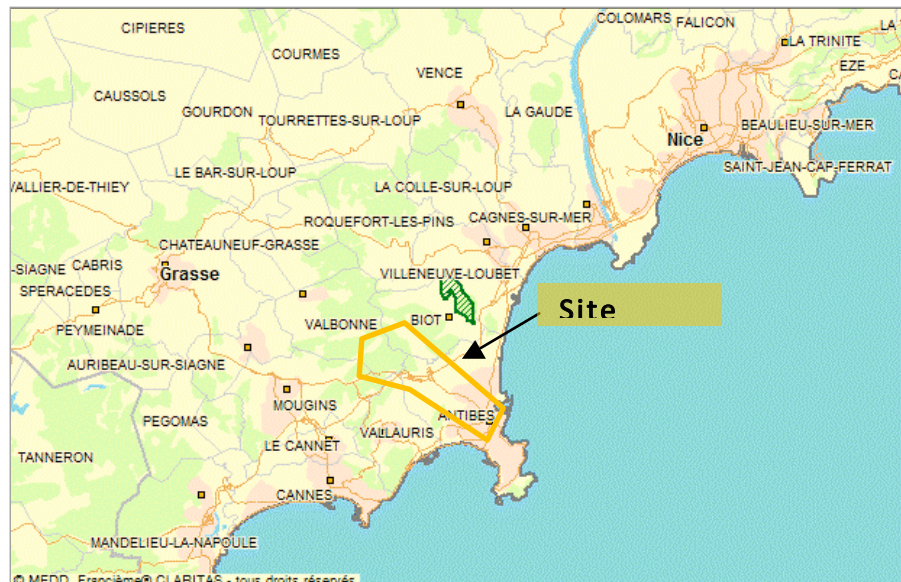 COLOMARS
FALICON
CIPIERES
LA TRINITE
LA
COURMES
EZE
VENCE
CA
CAUSSOLS
GOURDON
LA GAUDE
TOURRETTES-SUR-LOUP
BEAULIEU-SUR-MER
Nice
SAINT-JEAN-CAP-FERRAT
LE BAR-SUR-LOUP
VALLIER-DE-THIEY
LA COLLE-SUR-LOUP
ROQUEFORT-LES-PINS
CAGNES-SUR-MER
CHATEAUNEUF-GRASSE
-SIAGNE
CABRIS
Grasse
VILLENEUVE-LOUBET
SPERACEDES
Site
BIOT
PEYMEINADE
VALBONNE
AURIBEAU-SUR-SIAGNE
MOUGINS
PEGOMAS
ANTIBES
VALLAURIS
LE CANNET
TANNERON
CANNES
MANDELIEU-LA-NAPOULE
© MEDD, Francième® CLARITAS - tous droits réservés